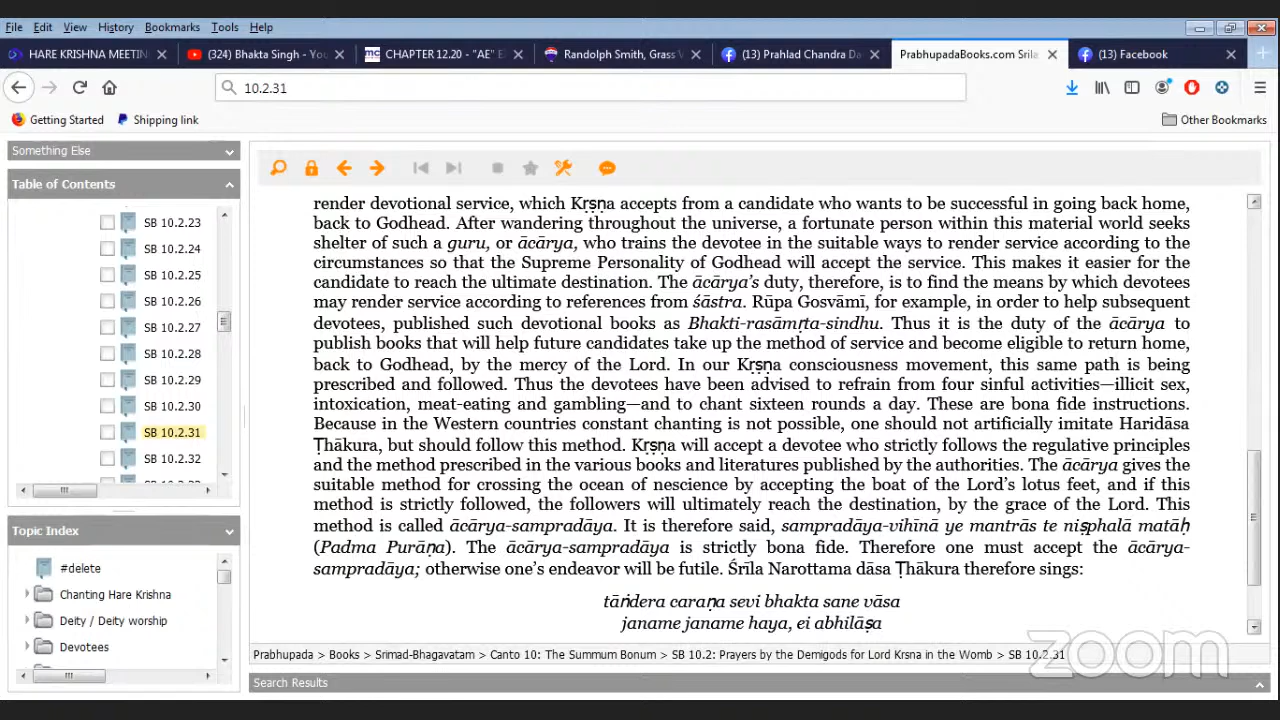 File Edit View History Bookmarks Tools Help
HARE KRISHNA MEETIN
(324) Bhakta Singh - You
CHAPTER 12.20 - "AE" E
Randolph Smith, Grass V
(13) Prahlad Chandra Da
PrabhupadaBooks.com Srila
(13) Facebook
10.2.31
Getting Started Shipping link
Other Bookmarks
Something Else
Table of Contents
SB 10.2.23
SB 10.2.24
SB 10.2.25
SB 10.2.26
SB 10.2.27
SB 10.2.28
SB 10.2.29
SB 10.2.30
SB 10.2.31
SB 10.2.32
Topic Index
#delete
Chanting Hare Krishna
Deity / Deity worship
Devotees
render devotional service, which Kṛṣṇa accepts from a candidate who wants to be successful in going back home,
back to Godhead. After wandering throughout the universe, a fortunate person within this material world seeks
shelter of such a guru, or ācārya, who trains the devotee in the suitable ways to render service according to the
circumstances so that the Supreme Personality of Godhead will accept the service. This makes it easier for the
candidate to reach the ultimate destination. The ācārya's duty, therefore, is to find the means by which devotees
may render service according to references from śāstra. Rūpa Gosvāmī, for example, in order to help subsequent
devotees, published such devotional books as Bhakti-rasāmṛta-sindhu. Thus it is the duty of the ācārya to
publish books that will help future candidates take up the method of service and become eligible to return home,
back to Godhead, by the mercy of the Lord. In our Kṛṣṇa consciousness movement, this same path is being
prescribed and followed. Thus the devotees have been advised to refrain from four sinful activities—illicit sex,
intoxication, meat-eating and gambling—and to chant sixteen rounds a day. These are bona fide instructions.
Because in the Western countries constant chanting is not possible, one should not artificially imitate Haridāsa
Ṭhākura, but should follow this method. Kṛṣṇa will accept a devotee who strictly follows the regulative principles
and the method prescribed in the various books and literatures published by the authorities. The ācārya gives the
suitable method for crossing the ocean of nescience by accepting the boat of the Lord's lotus feet, and if this
method is strictly followed, the followers will ultimately reach the destination, by the grace of the Lord. This
method is called ācārya-sampradāya. It is therefore said, sampradāya-vihīnā ye mantrās te niṣphalā matāḥ
(Padma Purāṇa). The ācārya-sampradāya is strictly bona fide. Therefore one must accept the ācārya-
sampradāya; otherwise one's endeavor will be futile. Śrīla Narottama dāsa Ṭhākura therefore sings:
tāṅdera caraṇa sevi bhakta sane vāsa
janame janame haya, ei abhilāṣa
Prabhupada > Books > Srimad-Bhagavatam > Canto 10: The Summum Bonum > SB 10.2: Prayers by the Demigods for Lord Krsna in the Womb > SB 10.2.31
Search Results
zoom